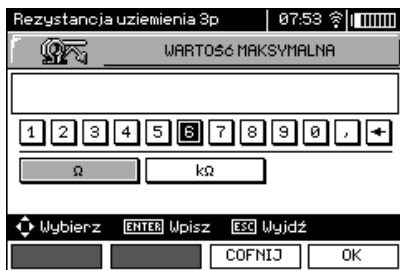 Rezystancja uziemienia 3p 07:53
WARTOŚĆ MAKSYMALNA
1 2 3 4 5 6 7 8 9 0 , ←
Ω kΩ
Wybierz ENTER Wpisz ESC Wyjdź
COFNIJ OK